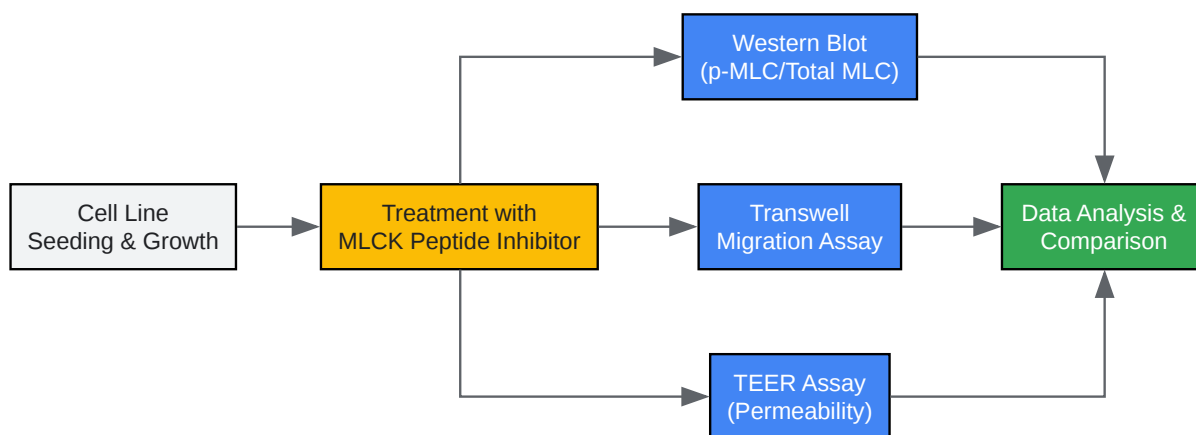 Cell Line
Seeding & Growth
Treatment with
MLCK Peptide Inhibitor
Western Blot
(p-MLC/Total MLC)
Transwell
Migration Assay
TEER Assay
(Permeability)
Data Analysis &
Comparison